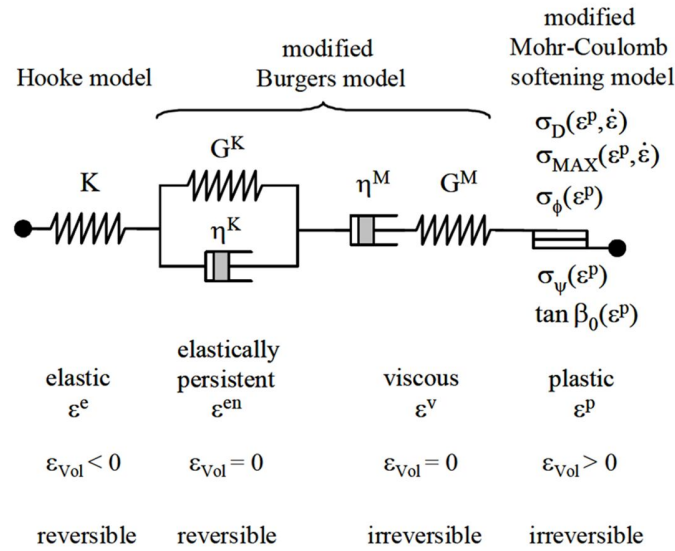 Hooke model
modified
Burgers model
modified
Mohr-Coulomb
softening model
K
G^K
η^K
η^M
G^M
σ_D(ε^p,ε̇)
σ_MAX(ε^p,ε̇)
σ_ϕ(ε^p)
σ_ψ(ε^p)
tan β_0(ε^p)
elastic
ε^e
elastically
persistent
ε^en
viscous
ε^v
plastic
ε^p
ε_Vol < 0
ε_Vol = 0
ε_Vol = 0
ε_Vol > 0
reversible
reversible
irreversible
irreversible